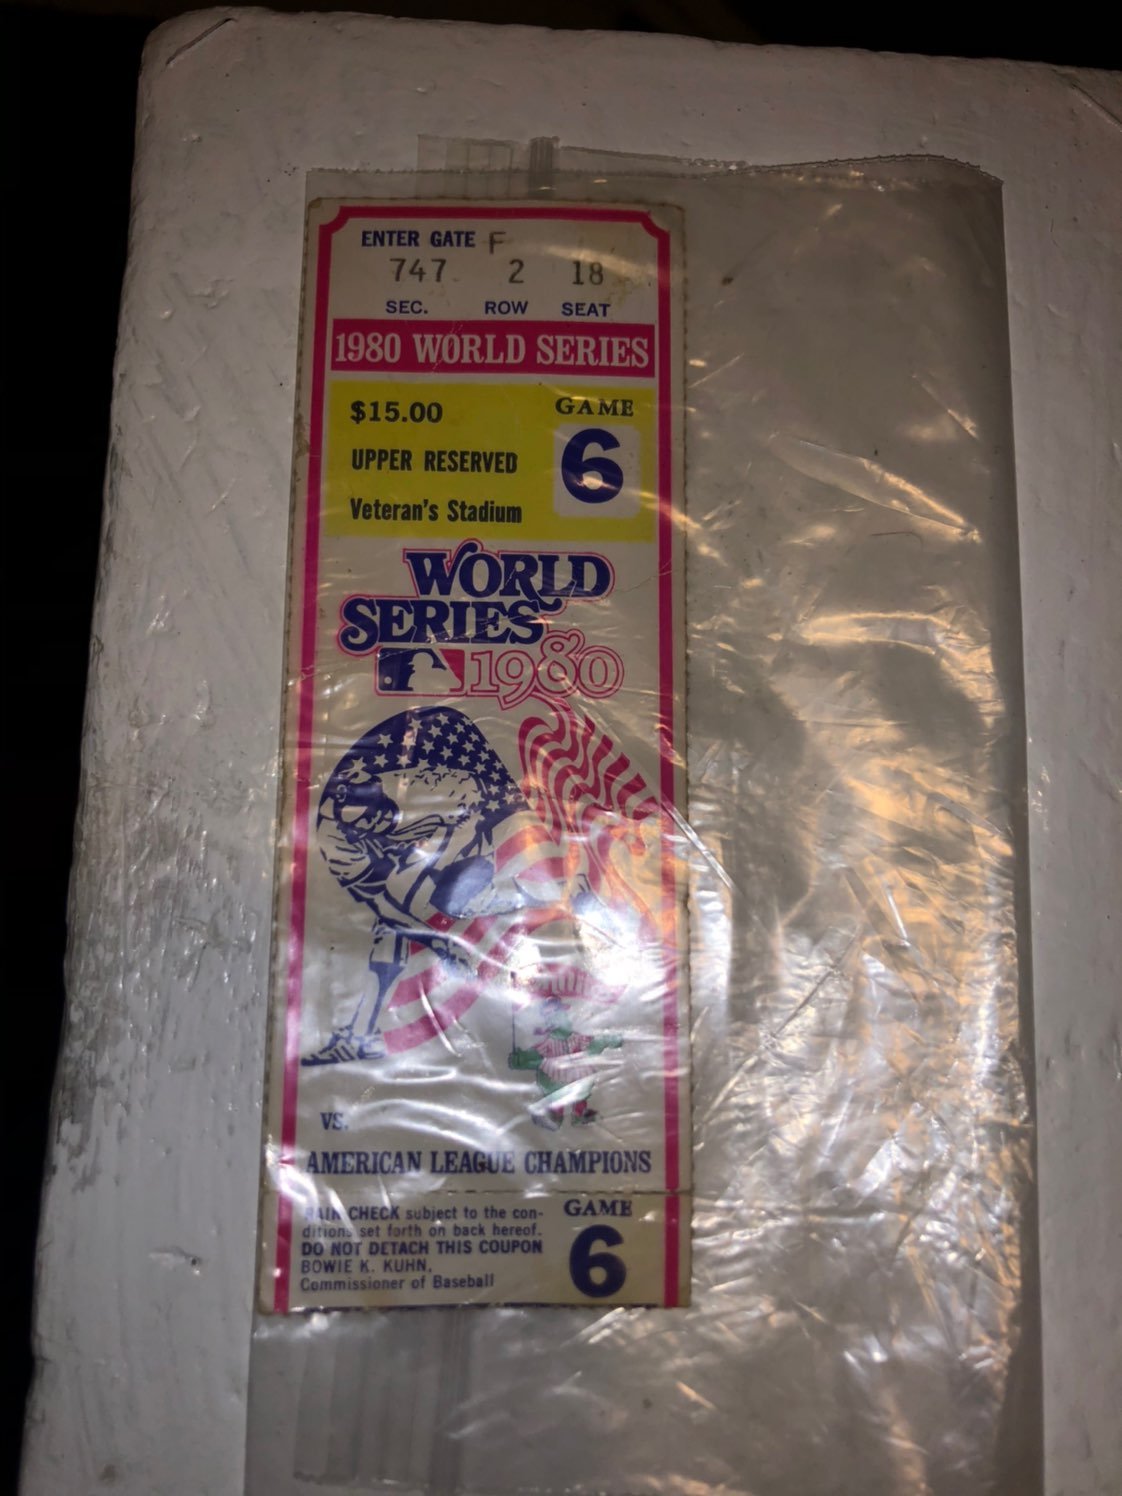 ENTER GATE F
747 2 18
SEC. ROW SEAT
1980 WORLD SERIES
$15.00
GAME
6
UPPER RESERVED
Veteran's Stadium
WORLD
SERIES
1980
VS.
AMERICAN LEAGUE CHAMPIONS
RAIN CHECK subject to the con-
ditions set forth on back hereof.
DO NOT DETACH THIS COUPON
BOWIE K. KUHN,
Commissioner of Baseball
GAME
6